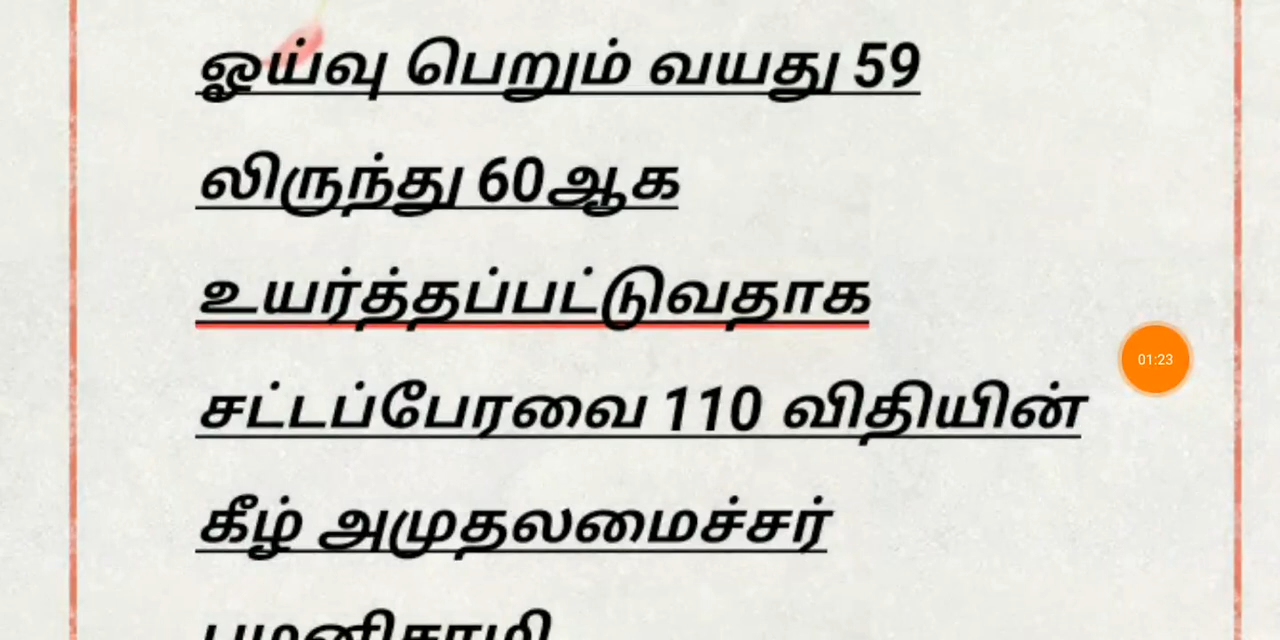 ஓய்வு பெறும் வயது 59
லிருந்து 60ஆக
உயர்த்தப்பட்டுவதாக
சட்டப்பேரவை 110 விதியின்
01:23
கீழ் அமுதலமைச்சர்